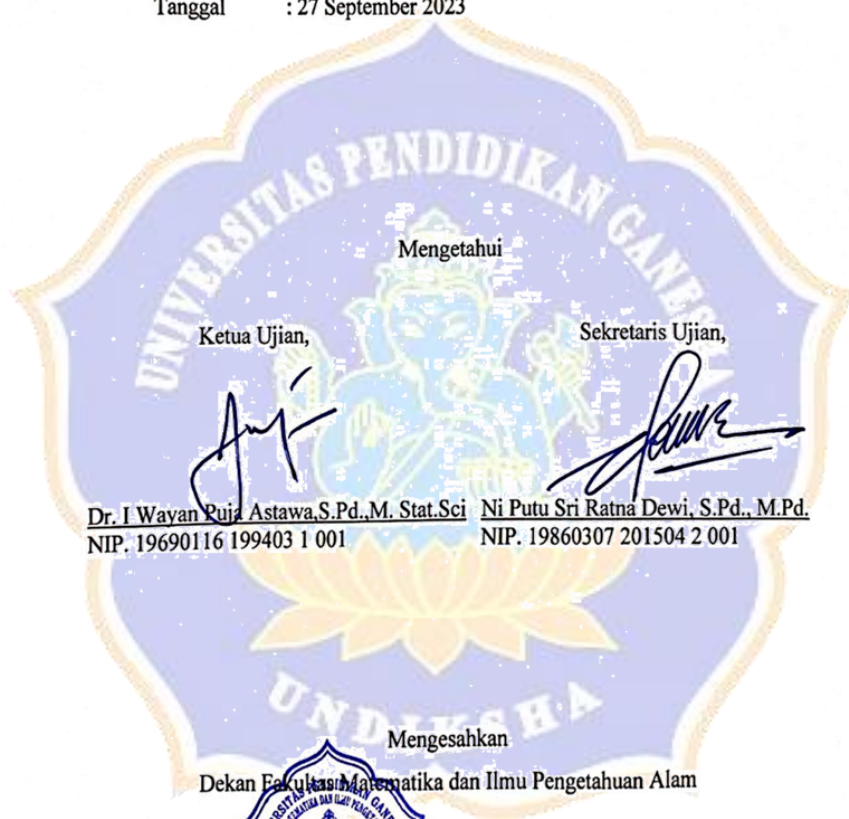 Tanggal : 27 September 2023
UNIVERSITAS PENDIDIKAN GANESHA
Mengetahui
Ketua Ujian,
Sekretaris Ujian,
Dr. I Wayan Puja Astawa,S.Pd.,M. Stat.Sci
NIP. 19690116 199403 1 001
Ni Putu Sri Ratna Dewi, S.Pd., M.Pd.
NIP. 19860307 201504 2 001
UNDIKSHA
Mengesahkan
Dekan Fakultas Matematika dan Ilmu Pengetahuan Alam